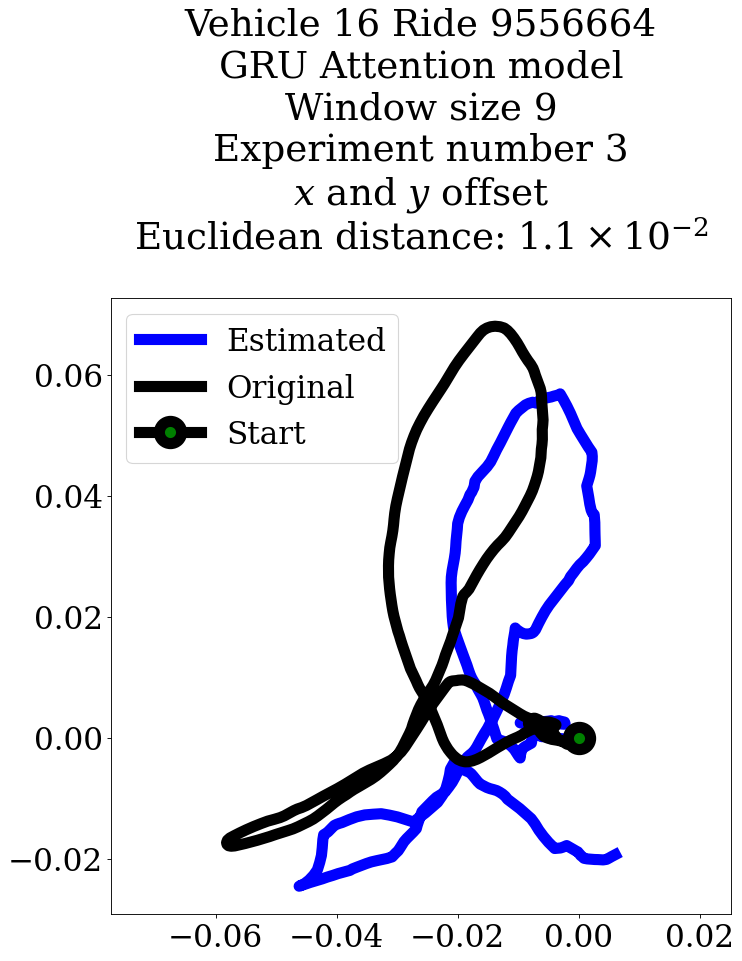 Vehicle 16 Ride 9556664
GRU Attention model
Window size 9
Experiment number 3
x and y offset
Euclidean distance: 1.1 × 10⁻²
Estimated
Original
Start
0.06
0.04
0.02
0.00
−0.02
−0.06 −0.04 −0.02 0.00 0.02